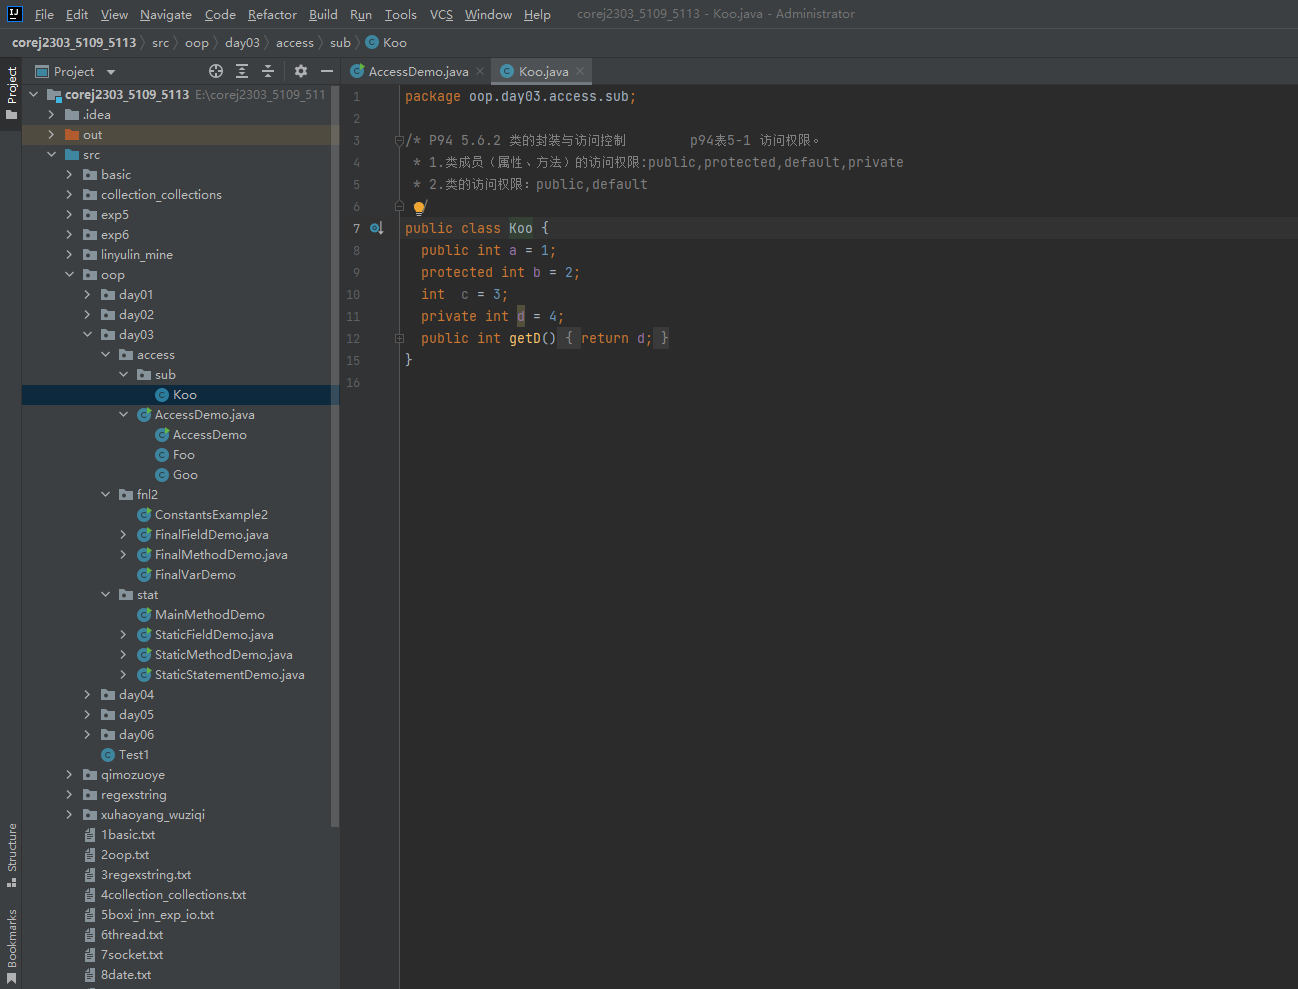 File Edit View Navigate Code Refactor Build Run Tools VCS Window Help corej2303_5109_5113 - Koo.java - Administrator
corej2303_5109_5113 src oop day03 access sub Koo
Project
AccessDemo.java
Koo.java
Project
corej2303_5109_5113 E:\corej2303_5109_511
.idea
out
src
basic
collection_collections
exp5
exp6
linyulin_mine
oop
day01
day02
day03
access
sub
Koo
AccessDemo.java
AccessDemo
Foo
Goo
fnl2
ConstantsExample2
FinalFieldDemo.java
FinalMethodDemo.java
FinalVarDemo
stat
MainMethodDemo
StaticFieldDemo.java
StaticMethodDemo.java
StaticStatementDemo.java
day04
day05
day06
Test1
qimozuoye
regexstring
xuhaoyang_wuziqi
1basic.txt
2oop.txt
3regexstring.txt
4collection_collections.txt
5boxi_inn_exp_io.txt
6thread.txt
7socket.txt
8date.txt
Structure
Bookmarks
1 package oop.day03.access.sub;
2
3 /* P94 5.6.2 类的封装与访问控制 p94表5-1 访问权限。
4 * 1.类成员（属性、方法）的访问权限:public,protected,default,private
5 * 2.类的访问权限: public,default
6 /
7 public class Koo {
8 public int a = 1;
9 protected int b = 2;
10 int c = 3;
11 private int d = 4;
12 public int getD() { return d; }
15 }
16